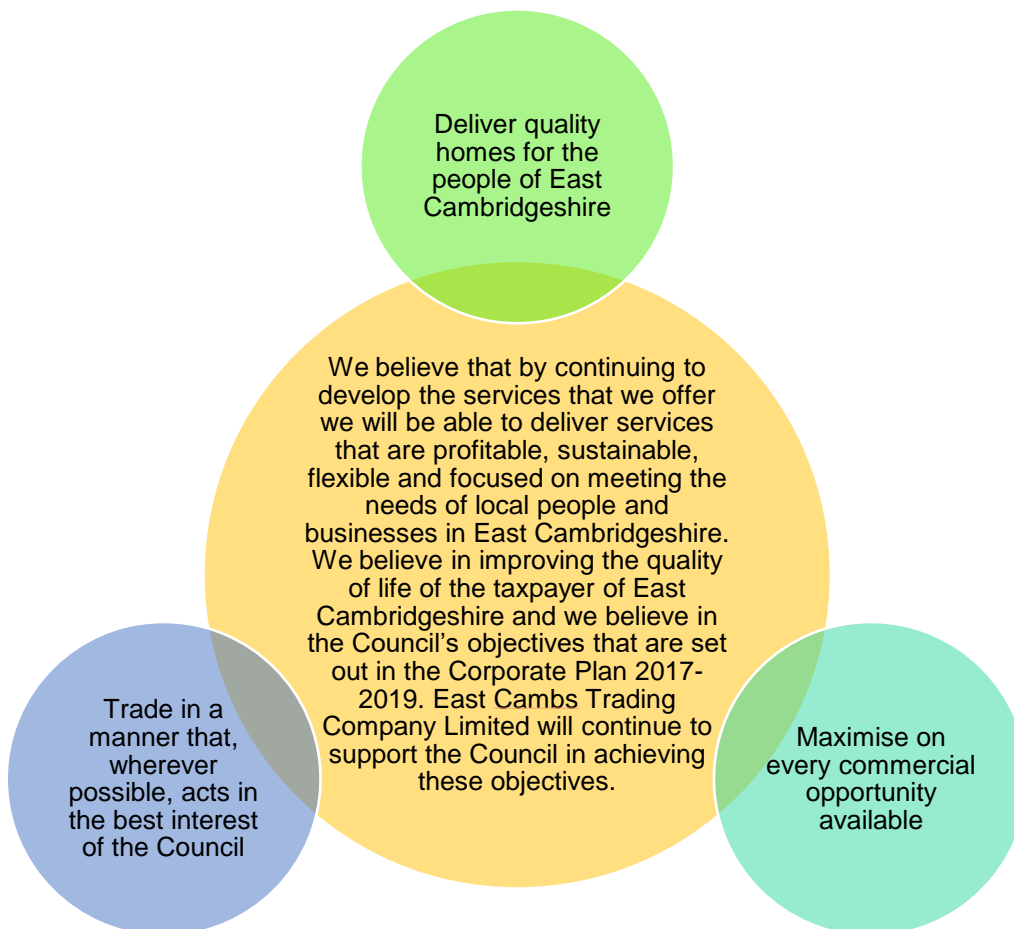 Deliver quality
homes for the
people of East
Cambridgeshire
We believe that by continuing to
develop the services that we offer
we will be able to deliver services
that are profitable, sustainable,
flexible and focused on meeting the
needs of local people and
businesses in East Cambridgeshire.
We believe in improving the quality
of life of the taxpayer of East
Cambridgeshire and we believe in
the Council's objectives that are set
out in the Corporate Plan 2017-
2019. East Cambs Trading
Company Limited will continue to
support the Council in achieving
these objectives.
Trade in a
manner that,
wherever
possible, acts in
the best interest
of the Council
Maximise on
every commercial
opportunity
available